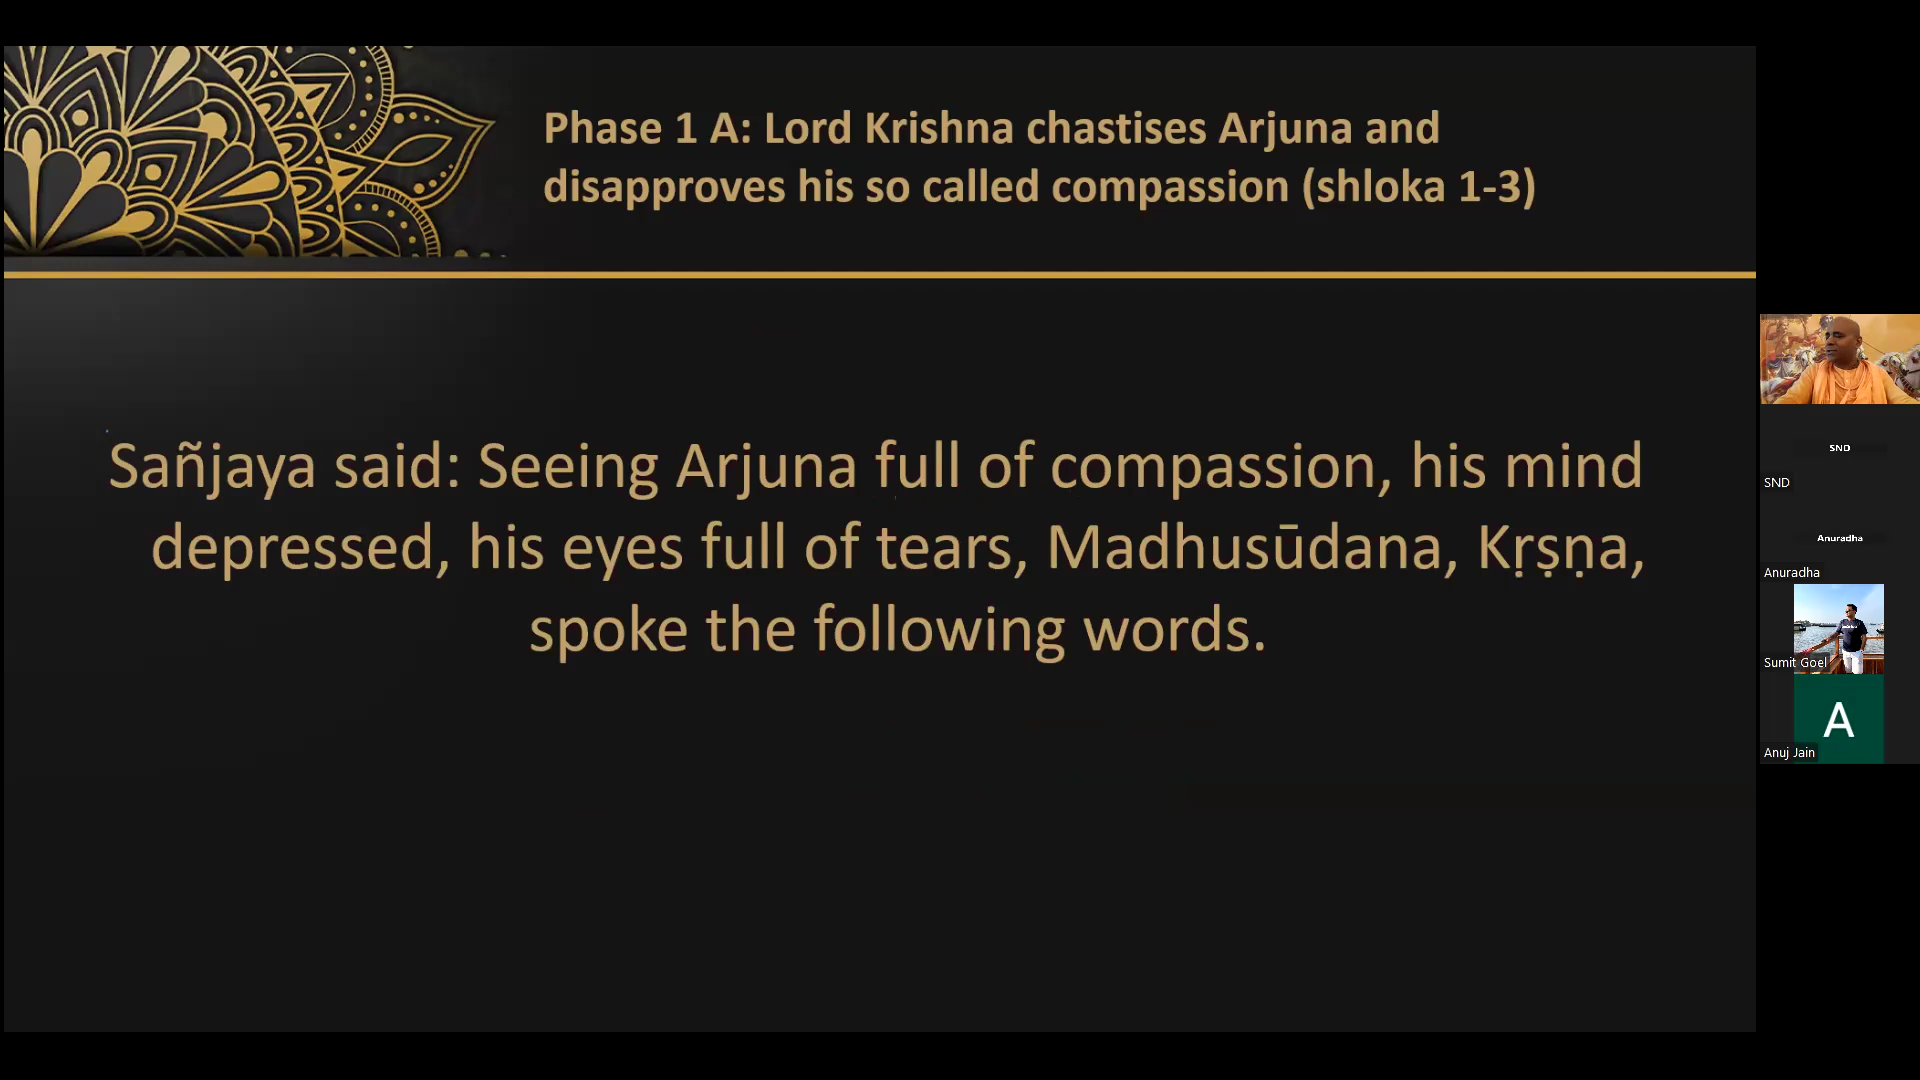 Phase 1 A: Lord Krishna chastises Arjuna and
disapproves his so called compassion (shloka 1-3)
Sañjaya said: Seeing Arjuna full of compassion, his mind
depressed, his eyes full of tears, Madhusūdana, Kṛṣṇa,
spoke the following words.
SND
SND
Anuradha
Anuradha
Sumit Goel
A
Anuj Jain